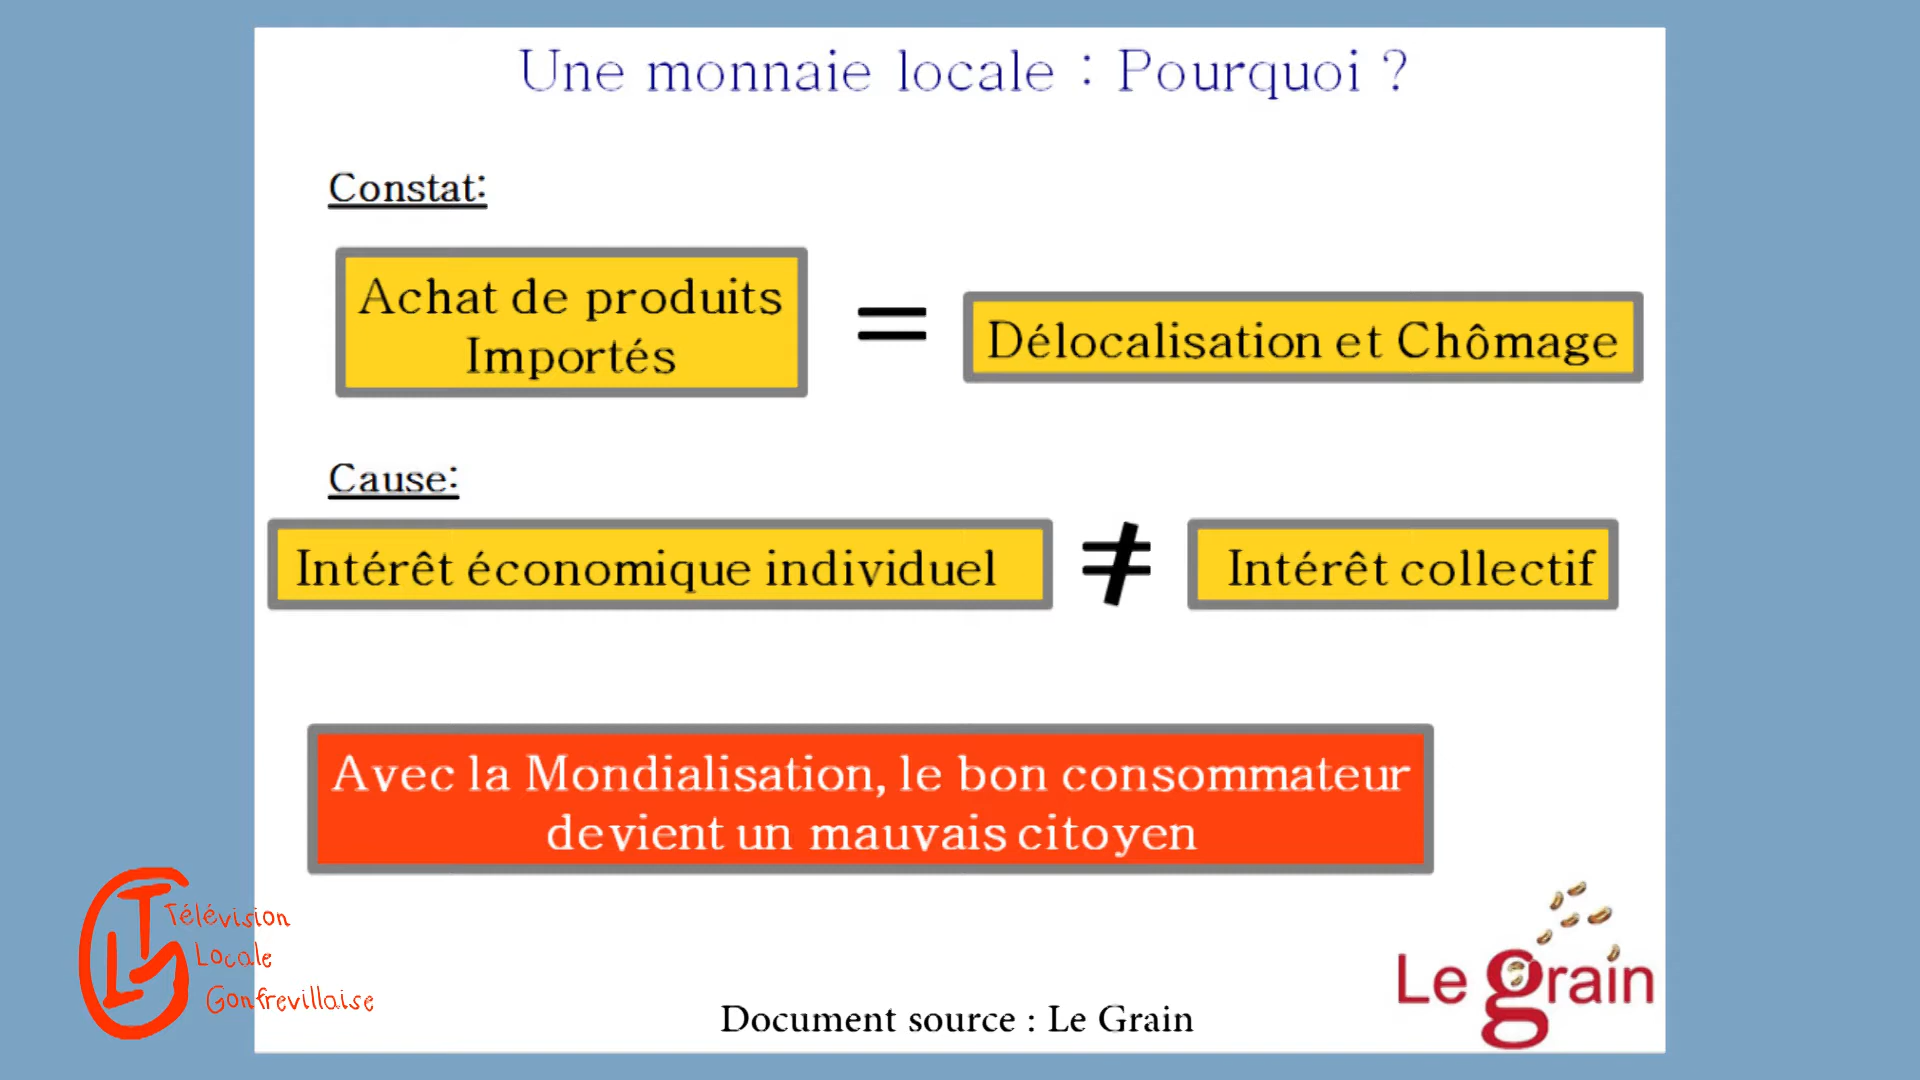 Une monnaie locale : Pourquoi ?
Constat:
Achat de produits
Importés
=
Délocalisation et Chômage
Cause:
Intérêt économique individuel
≠
Intérêt collectif
Avec la Mondialisation, le bon consommateur
devient un mauvais citoyen
TLG
Télévision
Locale
Gonfrevillaise
Le grain
Document source : Le Grain